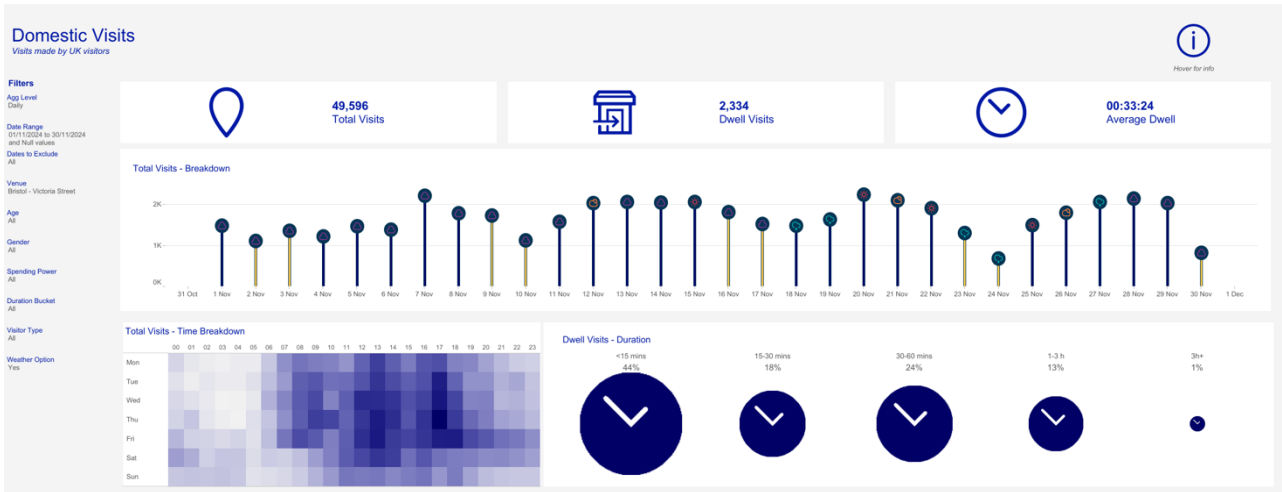 Domestic Visits
Visits made by UK visitors
Hover for info
Filters
Agg Level
Daily
Date Range
01/11/2024 to 30/11/2024
and Null values
Dates to Exclude
All
Venue
Bristol - Victoria Street
Age
All
Gender
All
Spending Power
All
Duration Bucket
All
Visitor Type
All
Weather Option
Yes
49,596
Total Visits
2,334
Dwell Visits
00:33:24
Average Dwell
Total Visits - Breakdown
2K
1K
0K
31 Oct 1 Nov 2 Nov 3 Nov 4 Nov 5 Nov 6 Nov 7 Nov 8 Nov 9 Nov 10 Nov 11 Nov 12 Nov 13 Nov 14 Nov 15 Nov 16 Nov 17 Nov 18 Nov 19 Nov 20 Nov 21 Nov 22 Nov 23 Nov 24 Nov 25 Nov 26 Nov 27 Nov 28 Nov 29 Nov 30 Nov 1 Dec
Total Visits - Time Breakdown
00 01 02 03 04 05 06 07 08 09 10 11 12 13 14 15 16 17 18 19 20 21 22 23
Mon
Tue
Wed
Thu
Fri
Sat
Sun
Dwell Visits - Duration
<15 mins 15-30 mins 30-60 mins 1-3 h 3h+
44% 18% 24% 13% 1%